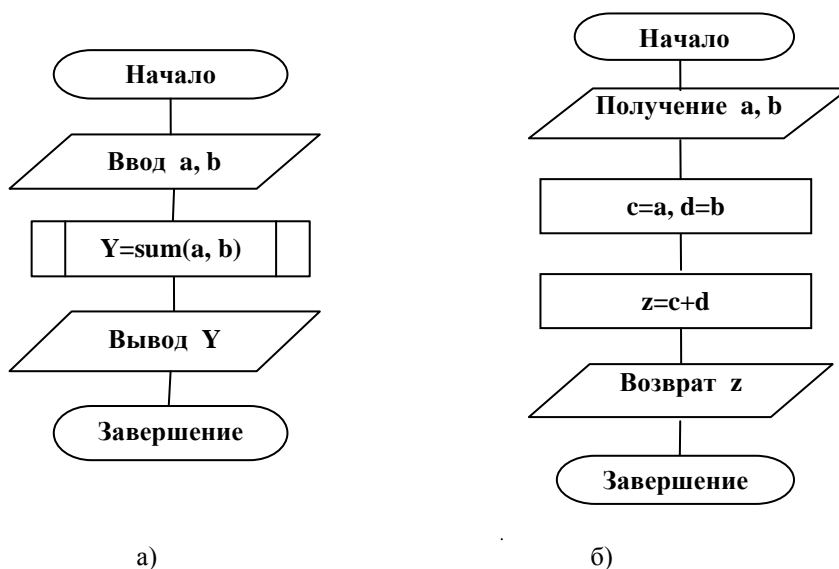 Начало
Ввод a, b
Y=sum(a, b)
Вывод Y
Завершение
а)
Начало
Получение a, b
c=a, d=b
z=c+d
Возврат z
Завершение
б)